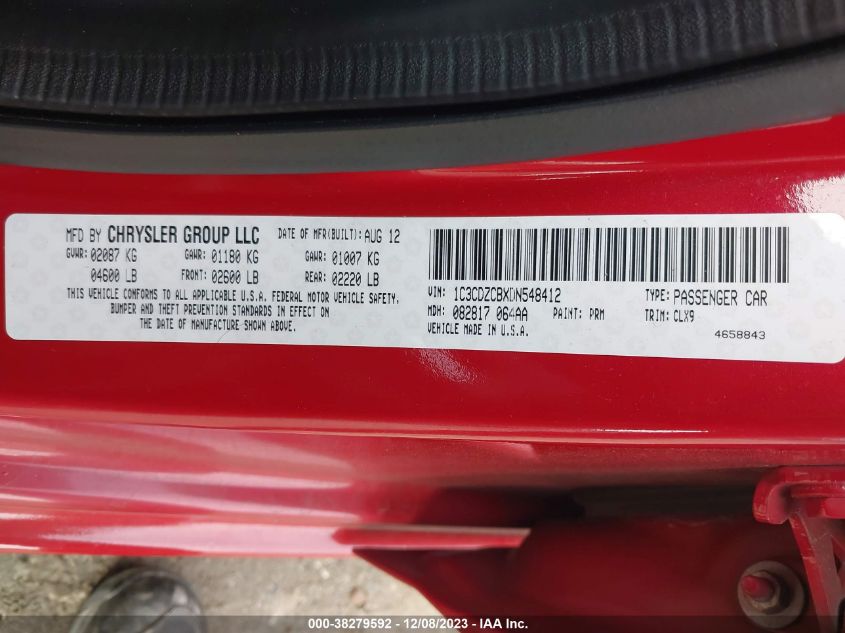 MFD BY CHRYSLER GROUP LLC DATE OF MFR(BUILT): AUG 12
GVWR: 02087 KG GAWR: 01180 KG GAWR: 01007 KG
04600 LB FRONT: 02600 LB REAR: 02220 LB
THIS VEHICLE CONFORMS TO ALL APPLICABLE U.S.A. FEDERAL MOTOR VEHICLE SAFETY,
BUMPER AND THEFT PREVENTION STANDARDS IN EFFECT ON
THE DATE OF MANUFACTURE SHOWN ABOVE.
VIN: 1C3CDZCBXDN548412 TYPE: PASSENGER CAR
MDH: 082817 064AA PAINT: PRM TRIM: CLX9
VEHICLE MADE IN U.S.A. 4658843
000-38279592 - 12/08/2023 - © IAA Inc.